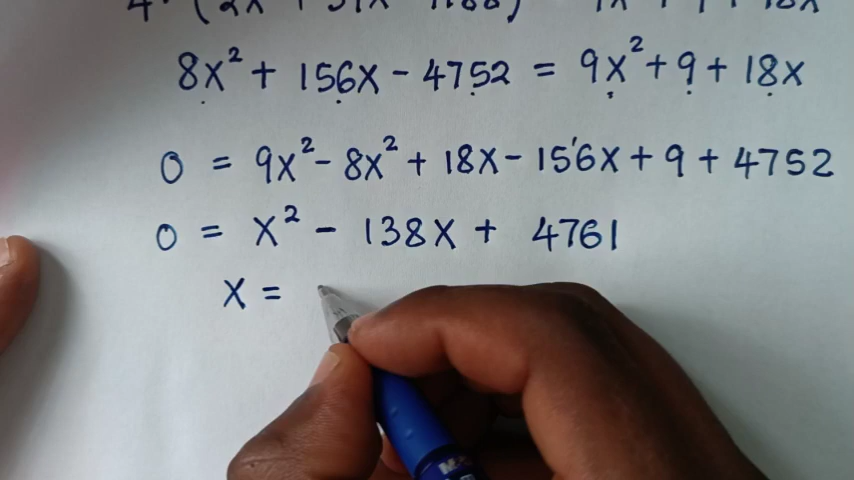 8x² + 156x - 4752 = 9x² + 9 + 18x
0 = 9x² - 8x² + 18x - 156x + 9 + 4752
0 = x² - 138x + 4761
x =